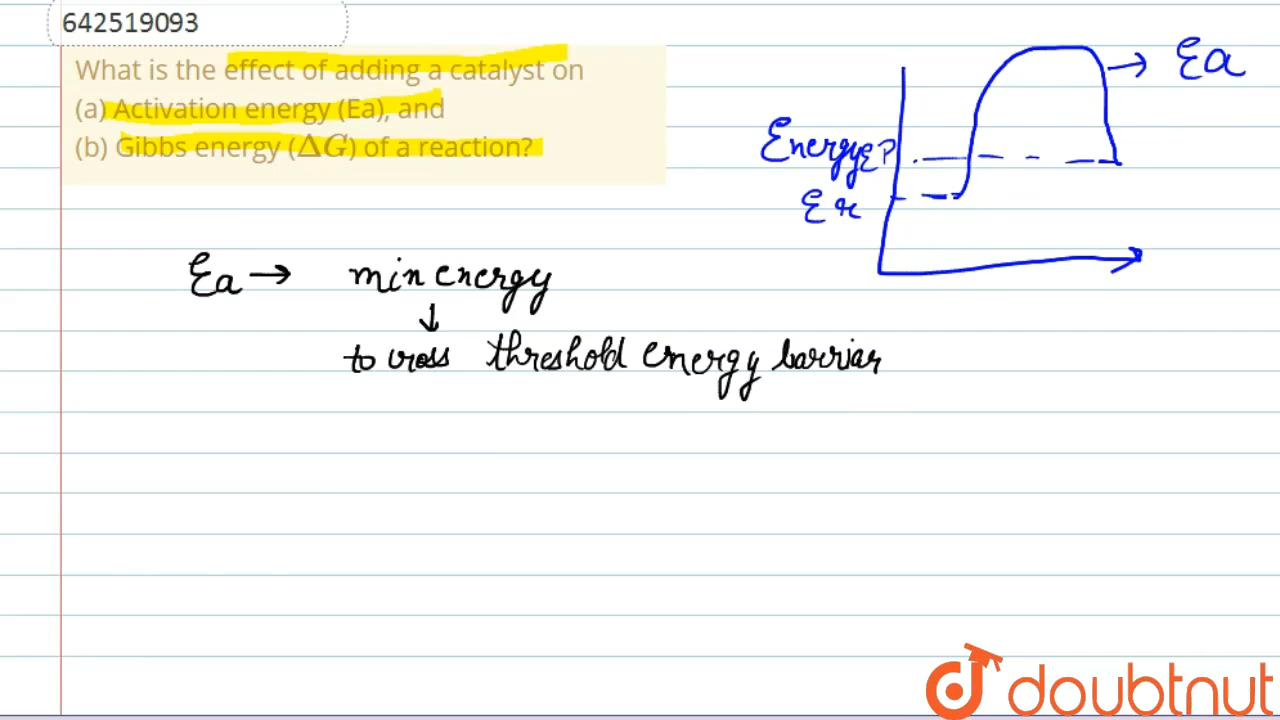 642519093
What is the effect of adding a catalyst on
(a) Activation energy (Ea), and
(b) Gibbs energy (ΔG) of a reaction?
→ Ea
Energy EP
Er
Ea → min energy
↓
to cross threshold energy barriar
doubtnut